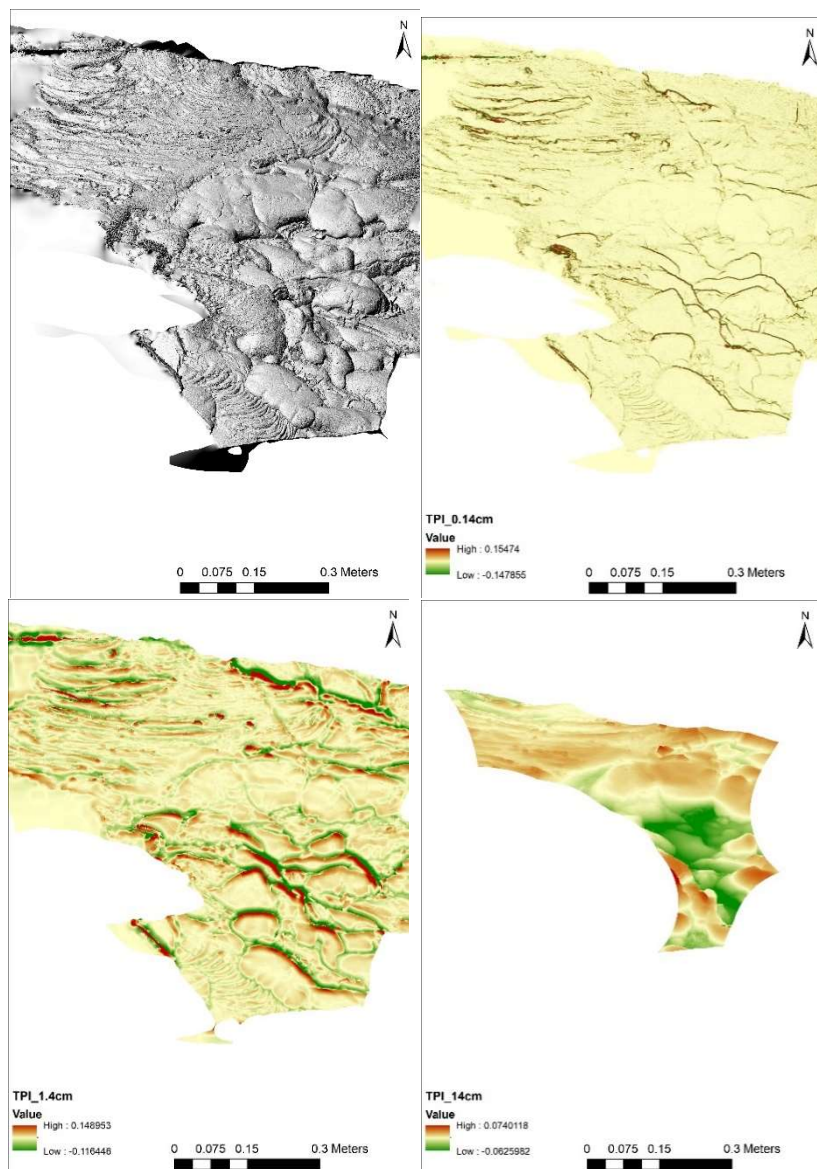 N
0 0.075 0.15 0.3 Meters
N
TPI_0.14cm
Value
High : 0.15474
Low : -0.147855
0 0.075 0.15 0.3 Meters
N
TPI_1.4cm
Value
High : 0.148953
Low : -0.116446
0 0.075 0.15 0.3 Meters
N
TPI_14cm
Value
High : 0.0740118
Low : -0.0625982
0 0.075 0.15 0.3 Meters